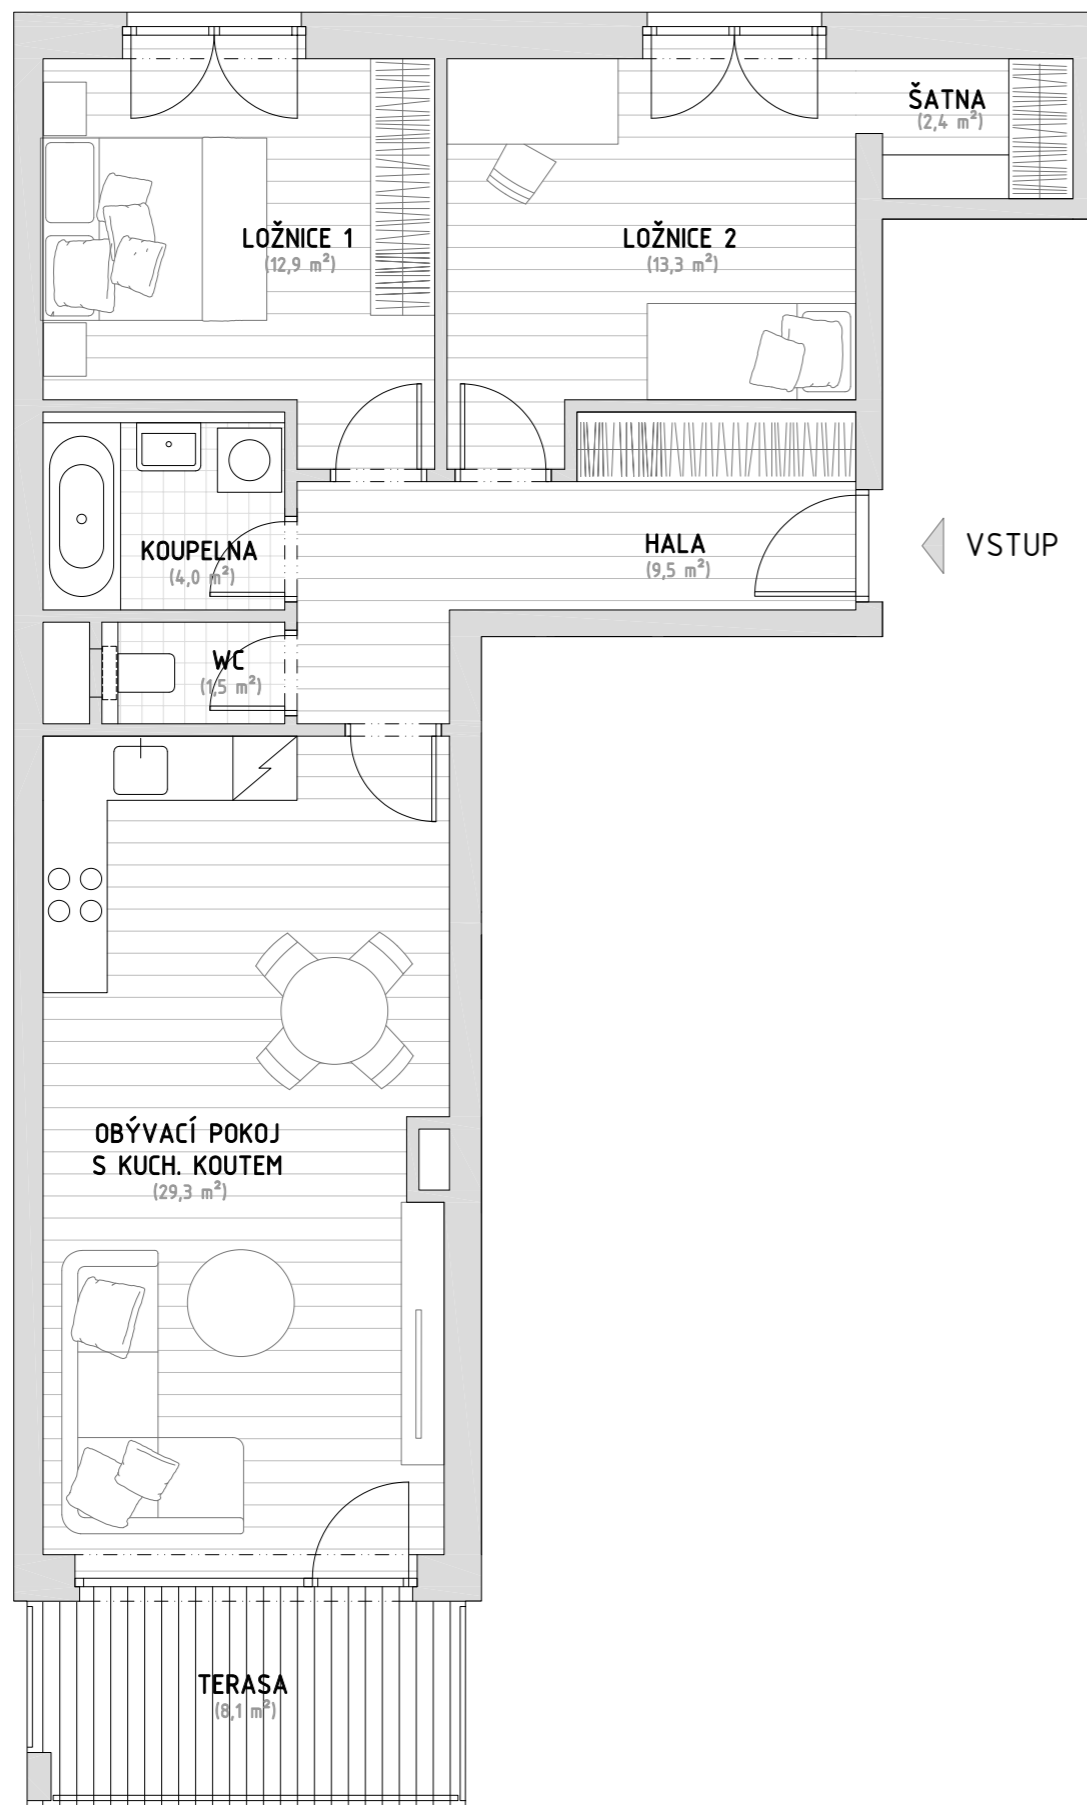 ŠATNA
(2,4 m²)
LOŽNICE 1
(12,9 m²)
LOŽNICE 2
(13,3 m²)
KOUPELNA
(4,0 m²)
HALA
(9,5 m²)
VSTUP
WC
(1,5 m²)
OBÝVACÍ POKOJ
S KUCH. KOUTEM
(29,3 m²)
TERASA
(8,1 m²)